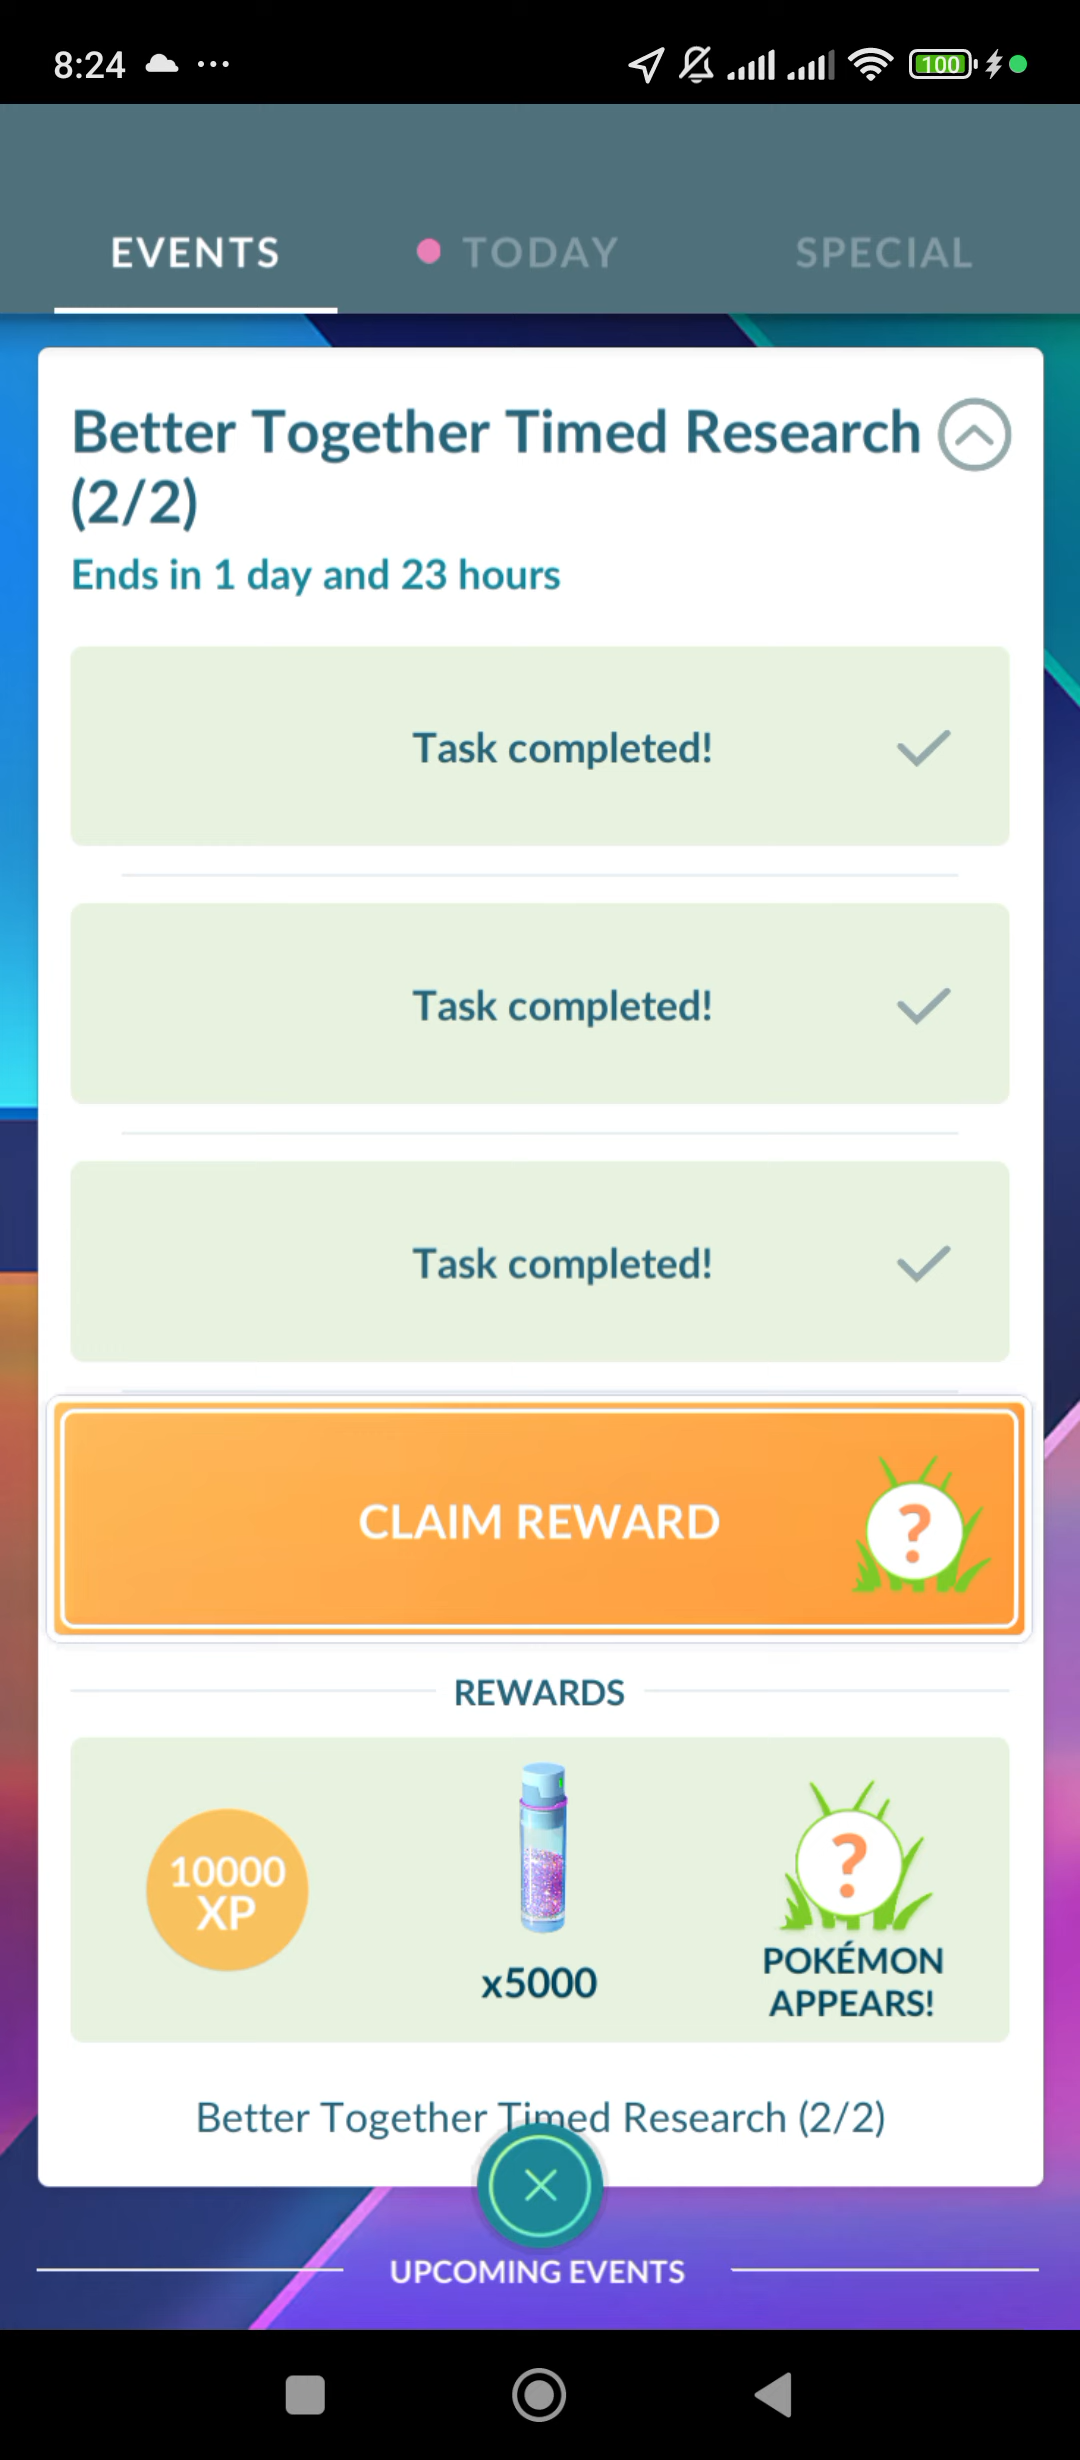 8:24
100
EVENTS
TODAY
SPECIAL
Better Together Timed Research
(2/2)
Ends in 1 day and 23 hours
Task completed!
Task completed!
Task completed!
CLAIM REWARD
?
REWARDS
10000
XP
x5000
?
POKÉMON
APPEARS!
Better Together Timed Research (2/2)
UPCOMING EVENTS